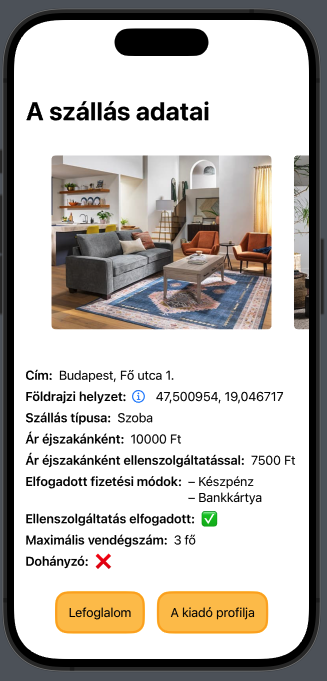 A szállás adatai
Cím: Budapest, Fő utca 1.
Földrajzi helyzet: 47,500954, 19,046717
Szállás típusa: Szoba
Ár éjszakánként: 10000 Ft
Ár éjszakánként ellenszolgáltatással: 7500 Ft
Elfogadott fizetési módok: – Készpénz
– Bankkártya
Ellenszolgáltatás elfogadott: ✅
Maximális vendégszám: 3 fő
Dohányzó: ❌
Lefoglalom A kiadó profilja